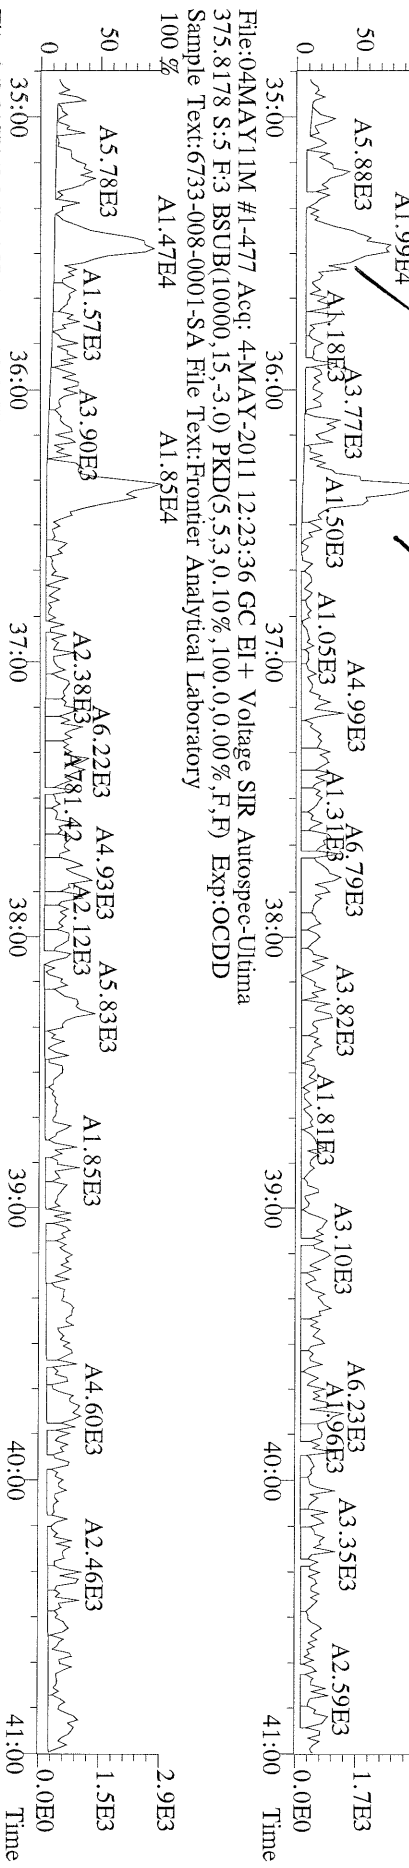 50
0
A1.99E4
A5.88E3
A1.18E3
A3.77E3
A1.50E3
A1.05E3
A4.99E3
A1.31E3
A6.79E3
A3.82E3
A1.81E3
A3.10E3
A6.23E3
A1.96E3
A3.35E3
A2.59E3
1.7E3
0.0E0
35:00 36:00 37:00 38:00 39:00 40:00 41:00 Time
File:04MAY11M #1-477 Acq: 4-MAY-2011 12:23:36 GC EI+ Voltage SIR Autospec-Ultima
375.8178 S:5 F:3 BSUB(10000,15,-3.0) PKD(5,5,3,0.10%,100.0,0.00%,F,F) Exp:OCDD
Sample Text:6733-008-0001-SA File Text:Frontier Analytical Laboratory
100 %
50
0
A5.78E3
A1.47E4
A1.57E3
A3.90E3
A1.85E4
A2.38E3
A6.22E3
A781.42
A4.93E3
A2.12E3
A5.83E3
A1.85E3
A4.60E3
A2.46E3
2.9E3
1.5E3
0.0E0
35:00 36:00 37:00 38:00 39:00 40:00 41:00 Time